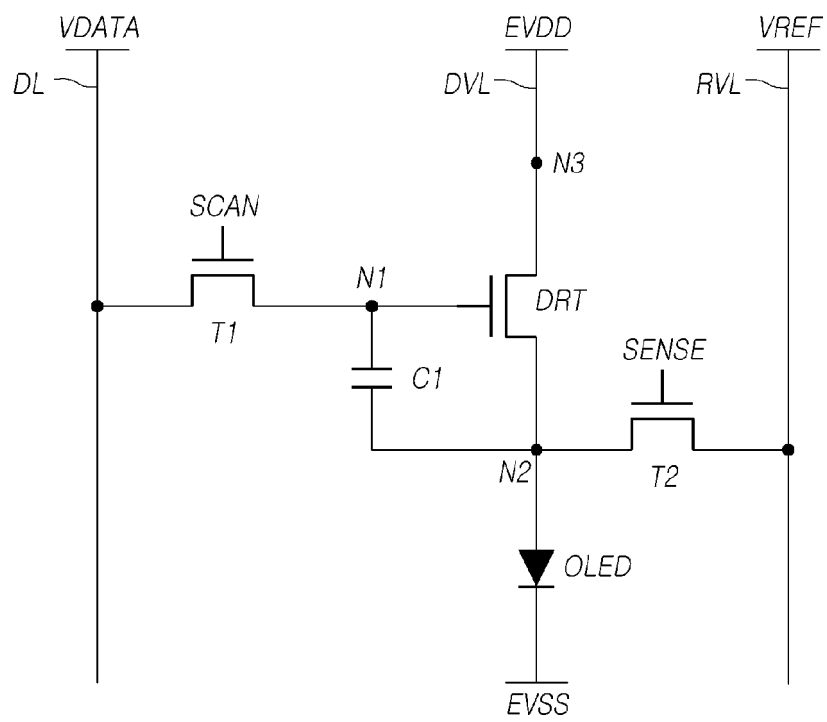 VDATA
EVDD
VREF
DL
DVL
RVL
N3
SCAN
N1
DRT
T1
SENSE
C1
N2
T2
OLED
EVSS